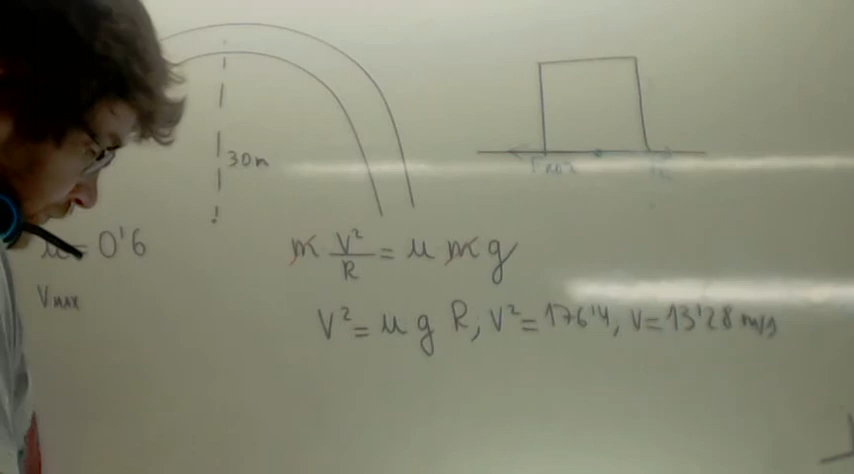 30m
μ = 0'6
m V²/R = μ m g
Vmax
V² = μ g R, V² = 176'4, V = 13'28 m/s